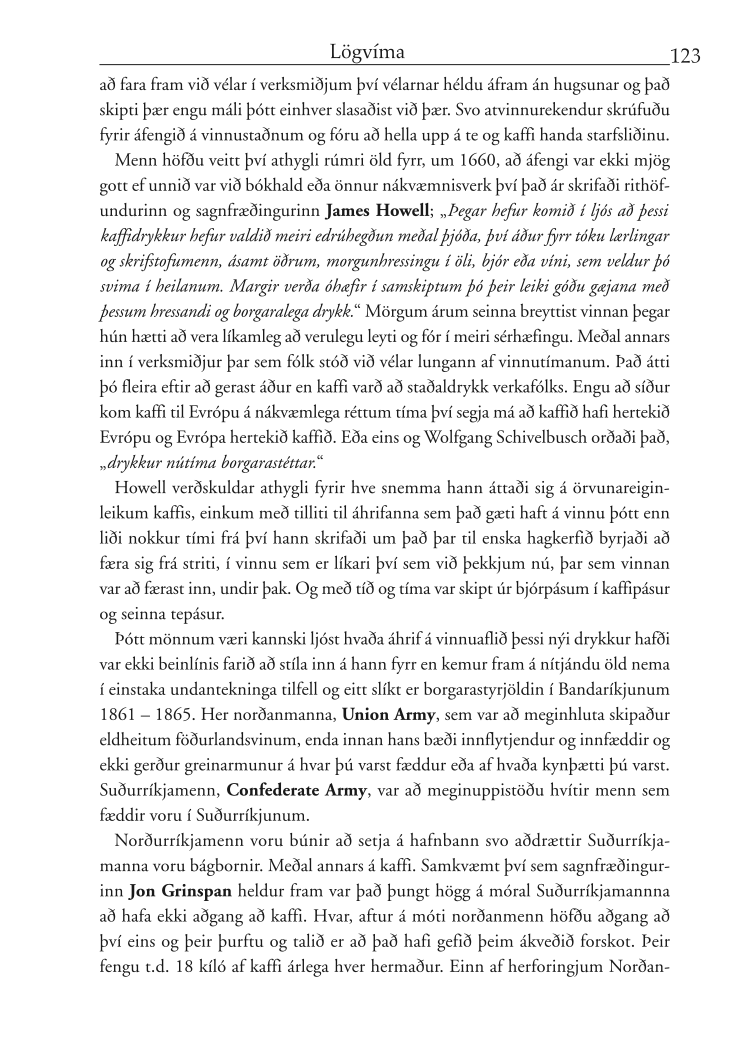 Lögvíma
123
að fara fram við vélar í verksmiðjum því vélarnar héldu áfram án hugsunar og það
skipti þær engu máli þótt einhver slasaðist við þær. Svo atvinnurekendur skrúfuðu
fyrir áfengið á vinnustaðnum og fóru að hella upp á te og kaffi handa starfsliðinu.
Menn höfðu veitt því athygli rúmri öld fyrr, um 1660, að áfengi var ekki mjög
gott ef unnið var við bókhald eða önnur nákvæmnisverk því það ár skrifaði rithöf-
undurinn og sagnfræðingurinn James Howell; „Þegar hefur komið í ljós að þessi
kaffidrykkur hefur valdið meiri edrúhegðun meðal þjóða, því áður fyrr tóku lærlingar
og skrifstofumenn, ásamt öðrum, morgunhressingu í öli, bjór eða víni, sem veldur þó
svima í heilanum. Margir verða óhæfir í samskiptum þó þeir leiki góðu gæjana með
þessum hressandi og borgaralega drykk.“ Mörgum árum seinna breyttist vinnan þegar
hún hætti að vera líkamleg að verulegu leyti og fór í meiri sérhæfingu. Meðal annars
inn í verksmiðjur þar sem fólk stóð við vélar lungann af vinnutímanum. Það átti
þó fleira eftir að gerast áður en kaffi varð að staðaldrykk verkafólks. Engu að síður
kom kaffi til Evrópu á nákvæmlega réttum tíma því segja má að kaffið hafi hertekið
Evrópu og Evrópa hertekið kaffið. Eða eins og Wolfgang Schivelbusch orðaði það,
„drykkur nútíma borgarastéttar.“
Howell verðskuldar athygli fyrir hve snemma hann áttaði sig á örvunareigin-
leikum kaffis, einkum með tilliti til áhrifanna sem það gæti haft á vinnu þótt enn
liði nokkur tími frá því hann skrifaði um það þar til enska hagkerfið byrjaði að
færa sig frá striti, í vinnu sem er líkari því sem við þekkjum nú, þar sem vinnan
var að færast inn, undir þak. Og með tíð og tíma var skipt úr bjórpásum í kaffipásur
og seinna tepásur.
Þótt mönnum væri kannski ljóst hvaða áhrif á vinnuaflið þessi nýi drykkur hafði
var ekki beinlínis farið að stíla inn á hann fyrr en kemur fram á nítjándu öld nema
í einstaka undantekninga tilfell og eitt slíkt er borgarastyrjöldin í Bandaríkjunum
1861 – 1865. Her norðanmanna, Union Army, sem var að meginhluta skipaður
eldheitum föðurlandsvinum, enda innan hans bæði innflytjendur og innfæddir og
ekki gerður greinarmunur á hvar þú varst fæddur eða af hvaða kynþætti þú varst.
Suðurríkjamenn, Confederate Army, var að meginuppistöðu hvítir menn sem
fæddir voru í Suðurríkjunum.
Norðurríkjamenn voru búnir að setja á hafnbann svo aðdrættir Suðurríkja-
manna voru bágbornir. Meðal annars á kaffi. Samkvæmt því sem sagnfræðingur-
inn Jon Grinspan heldur fram var það þungt högg á móral Suðurríkjamannna
að hafa ekki aðgang að kaffi. Hvar, aftur á móti norðanmenn höfðu aðgang að
því eins og þeir þurftu og talið er að það hafi gefið þeim ákveðið forskot. Þeir
fengu t.d. 18 kíló af kaffi árlega hver hermaður. Einn af herforingjum Norðan-